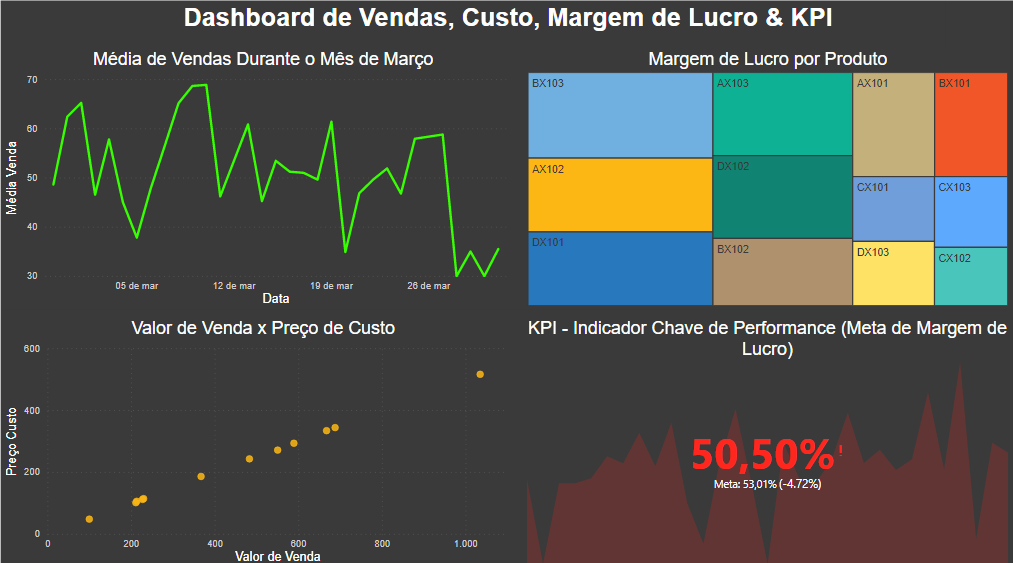 Dashboard de Vendas, Custo, Margem de Lucro & KPI
Média de Vendas Durante o Mês de Março
70
60
50
40
30
Média Venda
05 de mar
12 de mar
19 de mar
26 de mar
Data
Margem de Lucro por Produto
BX103
AX103
AX101
BX101
AX102
DX102
CX101
CX103
DX101
BX102
DX103
CX102
Valor de Venda x Preço de Custo
600
400
200
0
Preço Custo
0
200
400
600
800
1.000
Valor de Venda
KPI - Indicador Chave de Performance (Meta de Margem de
Lucro)
50,50%!
Meta: 53,01% (-4.72%)